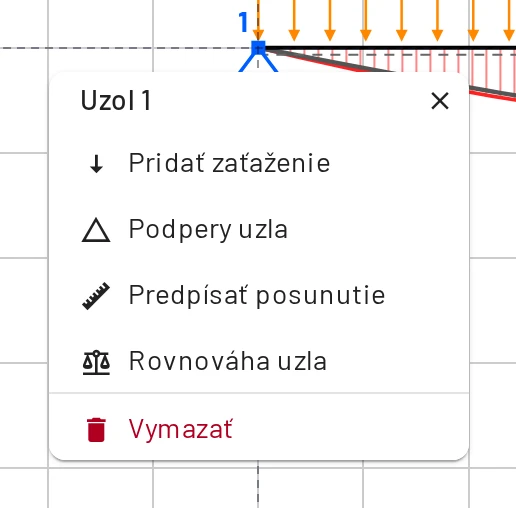 1
Uzol 1
Pridať zaťaženie
Podpery uzla
Predpísať posunutie
Rovnováha uzla
Vymazať